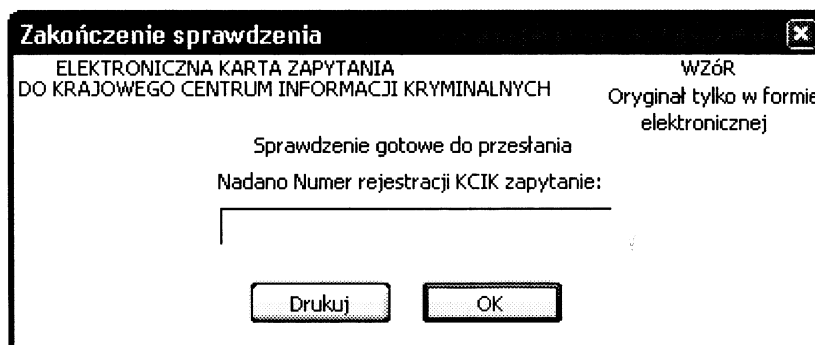 Zakończenie sprawdzenia
ELEKTRONICZNA KARTA ZAPYTANIA
DO KRAJOWEGO CENTRUM INFORMACJI KRYMINALNYCH
WZóR
Oryginał tylko w formie
elektronicznej
Sprawdzenie gotowe do przesłania
Nadano Numer rejestracji KCIK zapytanie:
Drukuj
OK